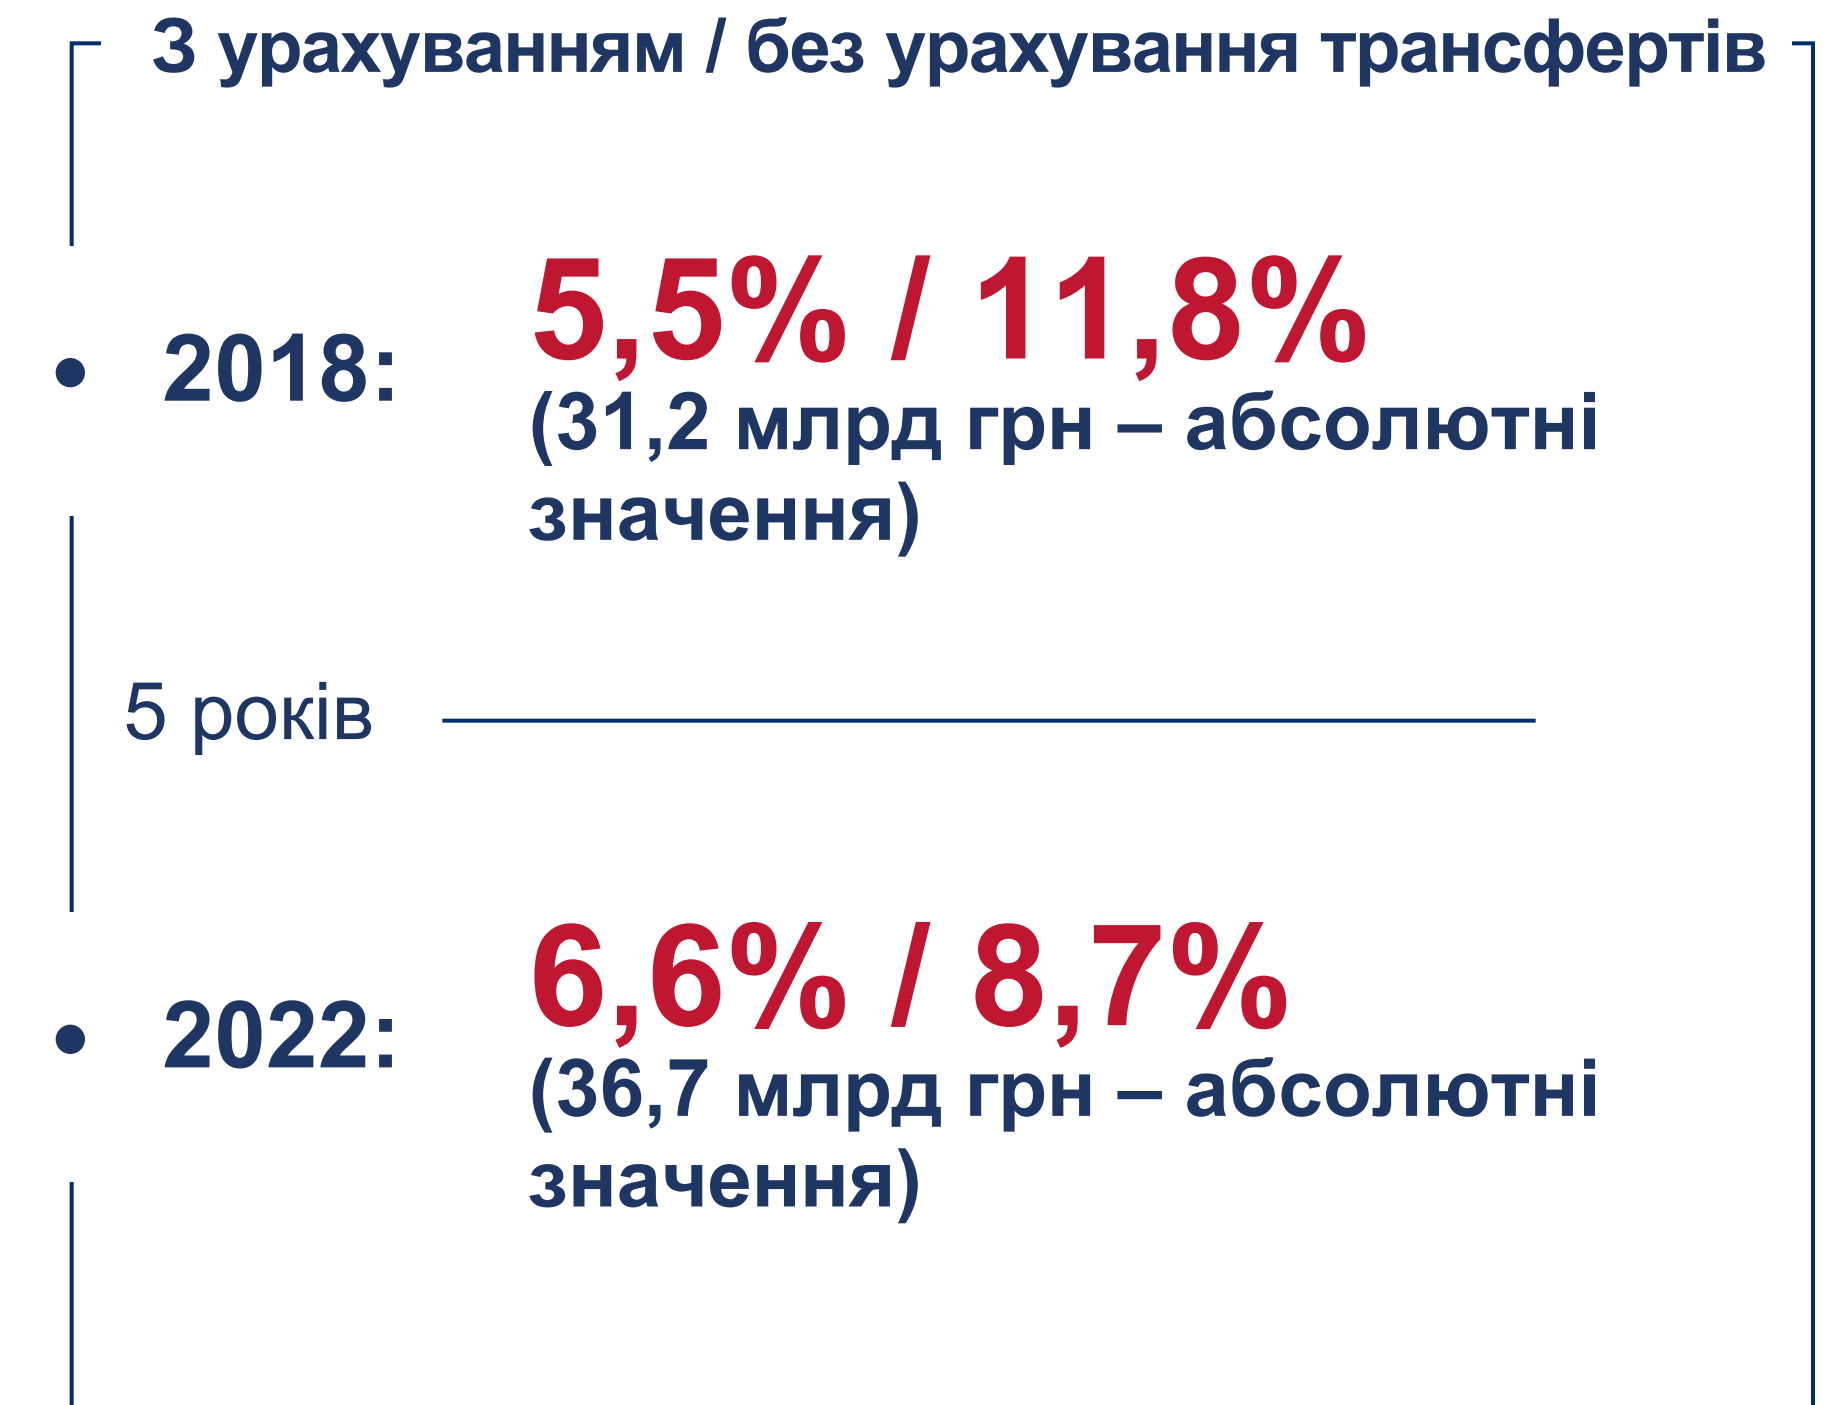 З урахуванням / без урахування трансфертів
5,5% / 11,8%
• 2018:
(31,2 млрд грн – абсолютні
значення)
5 років
6,6% / 8,7%
• 2022:
(36,7 млрд грн – абсолютні
значення)